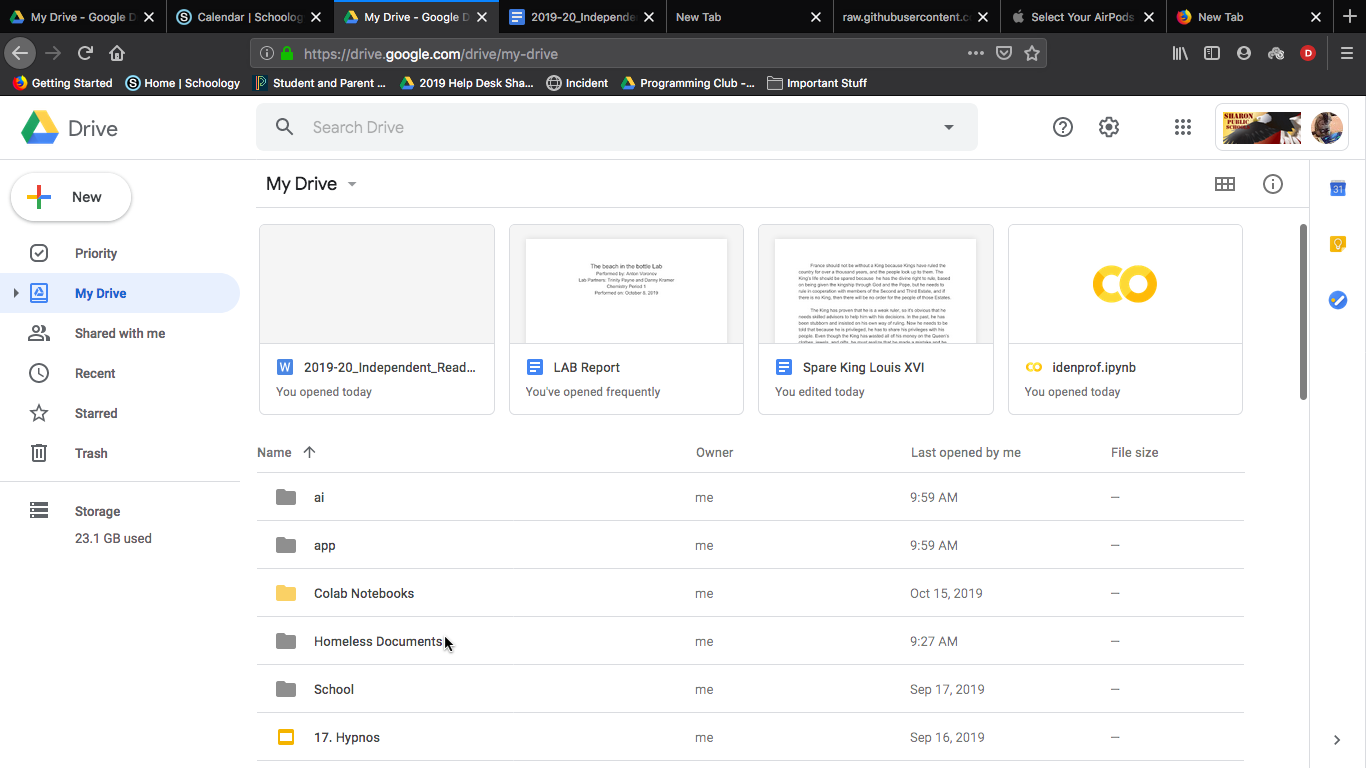 My Drive - Google D
Calendar | Schoolog
My Drive - Google D
2019-20_Independe
New Tab
raw.githubusercontent.c
Select Your AirPods
New Tab
https://drive.google.com/drive/my-drive
D
Getting Started
Home | Schoology
Student and Parent ...
2019 Help Desk Sha...
Incident
Programming Club -...
Important Stuff
Drive
Search Drive
SHARON
PUBLIC
SCHOOLS
New
My Drive
31
Priority
My Drive
Shared with me
Recent
Starred
Trash
Storage
23.1 GB used
The beach in the bottle Lab
Performed by: Anton Voronov
Lab Partners: Trinity Payne and Danny Kramer
Chemistry Period 1
Performed on: October 8, 2019
France should not be without a King because Kings have ruled the
country for over a thousand years, and the people look up to them. The
King's life should be spared because, he has the divine right to rule, based
on being given the kingship through God and the Pope, but he needs to
rule in cooperation with members of the Second and Third Estate, and if
there is no King, then there will be no order for the people of those Estates.
The King has proven that he is a weak ruler, so it's obvious that he
needs skilled advisors to help him with his decisions. In the past, he has
been stubborn and insisted on his own way of ruling. Now he needs to be
told that because he is privileged, he has to share his privileges with
people. Even though the King has wasted all of his money on the Queen's
W 2019-20_Independent_Read...
You opened today
LAB Report
You've opened frequently
Spare King Louis XVI
You edited today
idenprof.ipynb
You opened today
Name Owner Last opened by me File size
ai me 9:59 AM –
app me 9:59 AM –
Colab Notebooks me Oct 15, 2019 –
Homeless Documents me 9:27 AM –
School me Sep 17, 2019 –
17. Hypnos me Sep 16, 2019 –